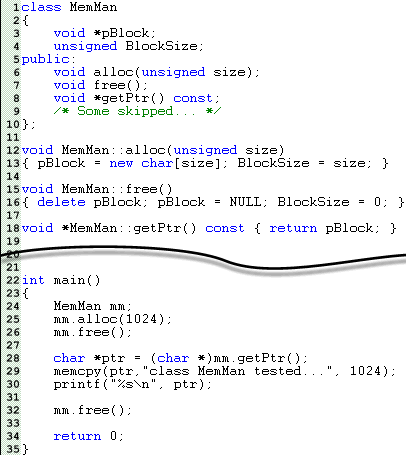 1 class MemMan
2 {
3     void *pBlock;
4     unsigned BlockSize;
5 public:
6     void alloc(unsigned size);
7     void free();
8     void *getPtr() const;
9     /* Some skipped... */
10 };
11
12 void MemMan::alloc(unsigned size)
13 { pBlock = new char[size]; BlockSize = size; }
14
15 void MemMan::free()
16 { delete pBlock; pBlock = NULL; BlockSize = 0; }
17
18 void *MemMan::getPtr() const { return pBlock; }
19
20
21
22 int main()
23 {
24     MemMan mm;
25     mm.alloc(1024);
26     mm.free();
27
28     char *ptr = (char *)mm.getPtr();
29     memcpy(ptr,"class MemMan tested...", 1024);
30     printf("%s\n", ptr);
31
32     mm.free();
33
34     return 0;
35 }